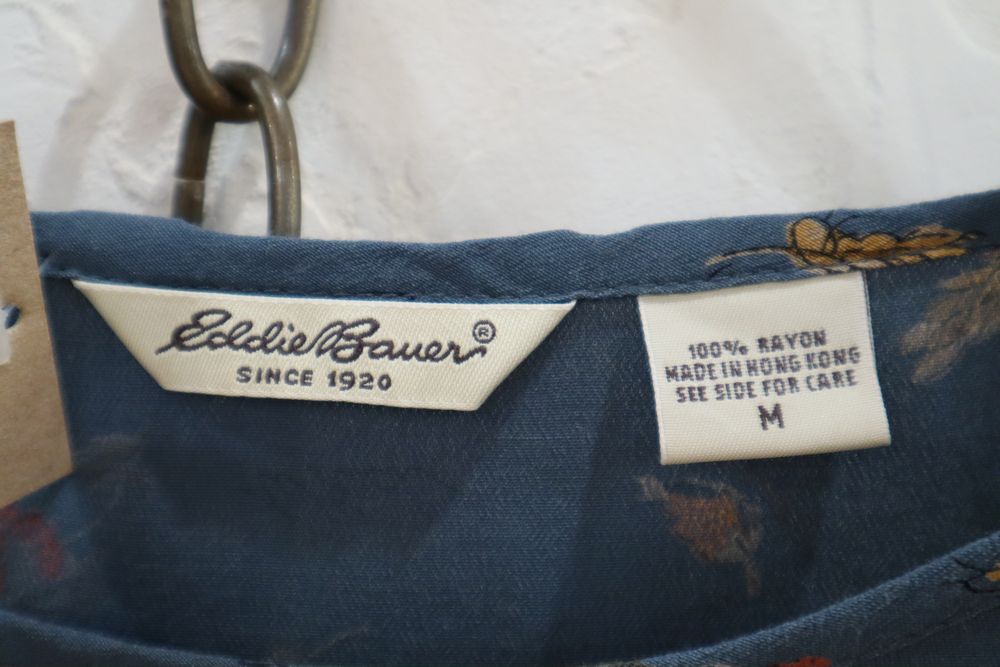 Eddie Bauer®
SINCE 1920
100% RAYON
MADE IN HONG KONG
SEE SIDE FOR CARE
M